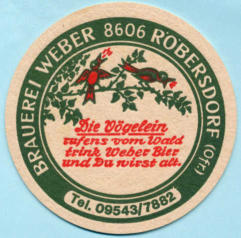 BRAUEREI WEBER 8606 RÖBERSDORF (Ofr.)
Die Vögelein
rufens vom Wald
trink Weber Bier
und Du wirst alt.
Tel. 09543/7882